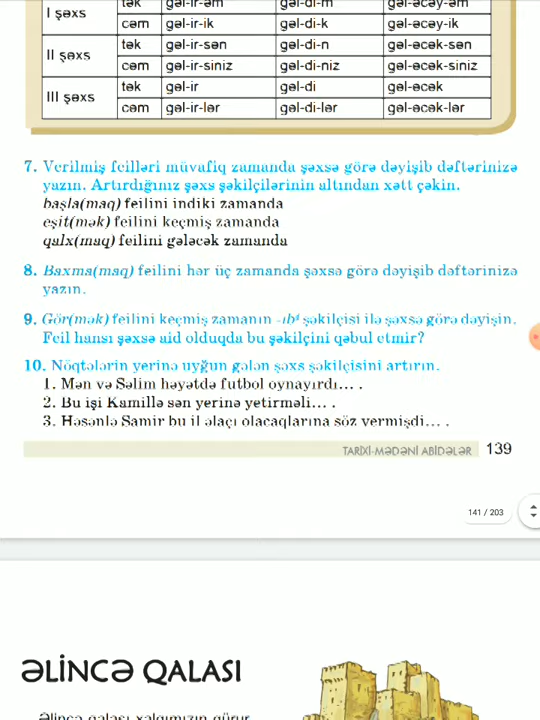 I şəxs
tək gəl-ir-əm gəl-di-m gəl-əcəy-əm
cəm gəl-ir-ik gəl-di-k gəl-əcəy-ik
II şəxs
tək gəl-ir-sən gəl-di-n gəl-əcək-sən
cəm gəl-ir-siniz gəl-di-niz gəl-əcək-siniz
III şəxs
tək gəl-ir gəl-di gəl-əcək
cəm gəl-ir-lər gəl-di-lər gəl-əcək-lər
7. Verilmiş feilləri müvafiq zamanda şəxsə görə dəyişib dəftərinizə
yazın. Artırdığınız şəxs şəkilçilərinin altından xətt çəkin.
başla(maq) feilini indiki zamanda
eşit(mək) feilini keçmiş zamanda
qalx(maq) feilini gələcək zamanda
8. Baxma(maq) feilini hər üç zamanda şəxsə görə dəyişib dəftərinizə
yazın.
9. Gör(mək) feilini keçmiş zamanın -ıb⁴ şəkilçisi ilə şəxsə görə dəyişin.
Feil hansı şəxsə aid olduqda bu şəkilçini qəbul etmir?
10. Nöqtələrin yerinə uyğun gələn şəxs şəkilçisini artırın.
1. Mən və Səlim həyətdə futbol oynayırdı... .
2. Bu işi Kamillə sən yerinə yetirməli... .
3. Həsənlə Samir bu il əlaçı olacaqlarına söz vermişdi... .
TARİXİ-MƏDƏNİ ABİDƏLƏR 139
141 / 203
ƏLİNCƏ QALASI
Əlincə qalası xalqımızın qürur